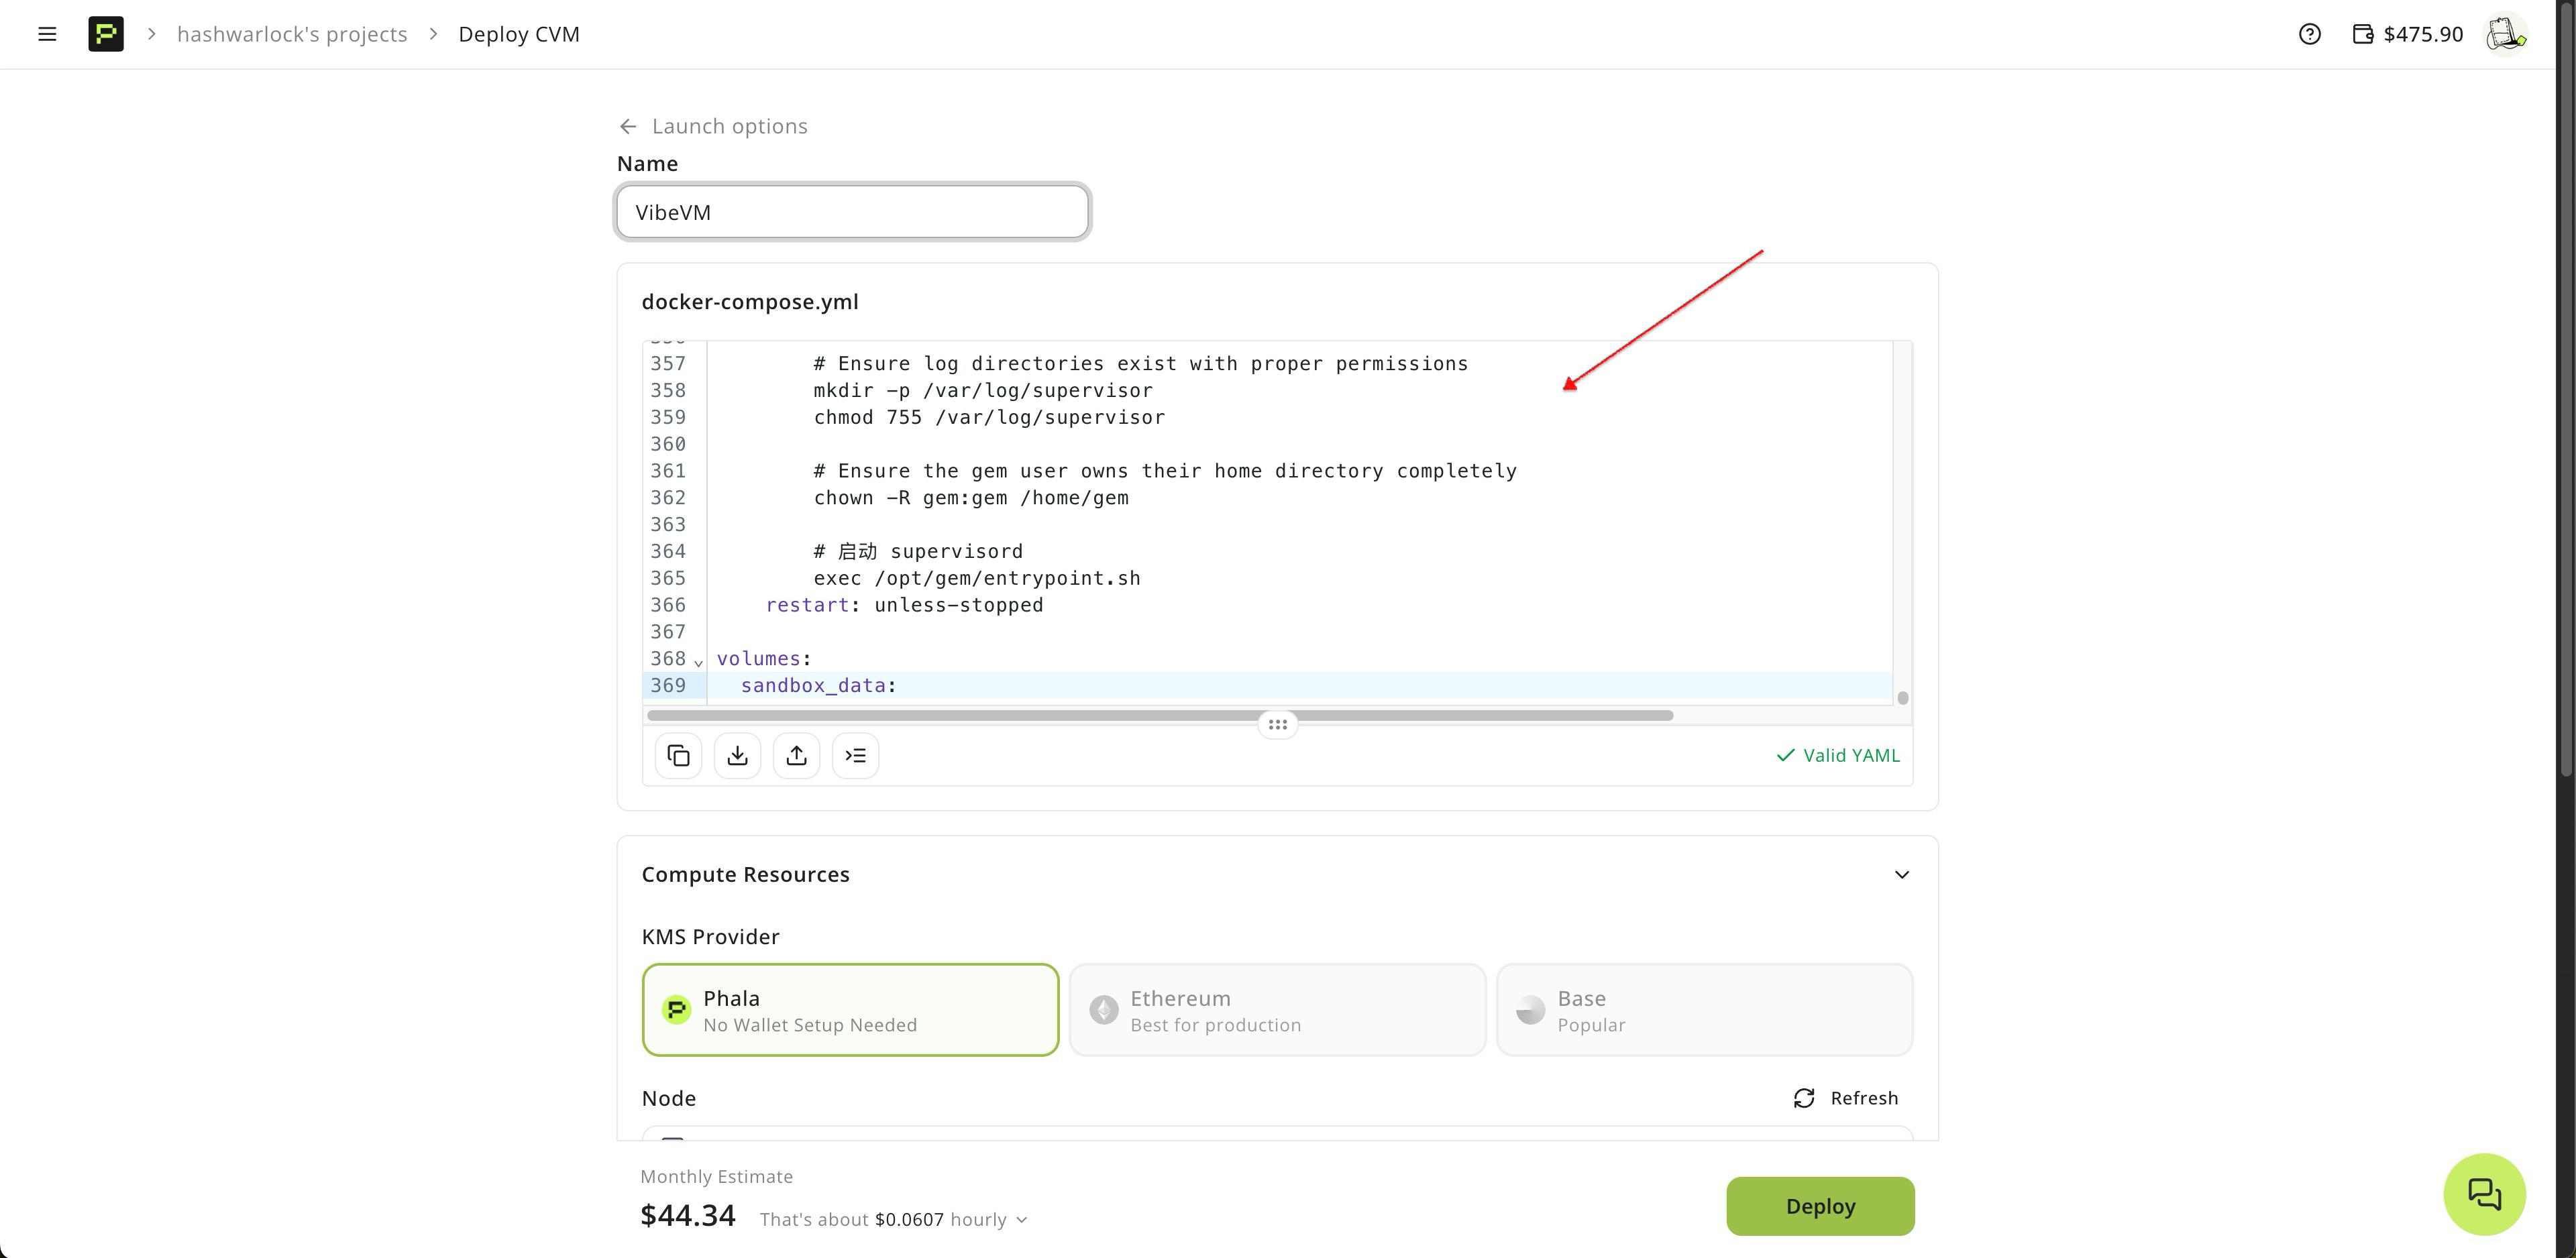 hashwarlock's projects
Deploy CVM
$475.90
Launch options
Name
VibeVM
docker-compose.yml
357 # Ensure log directories exist with proper permissions
358 mkdir -p /var/log/supervisor
359 chmod 755 /var/log/supervisor
360
361 # Ensure the gem user owns their home directory completely
362 chown -R gem:gem /home/gem
363
364 # 启动 supervisord
365 exec /opt/gem/entrypoint.sh
366 restart: unless-stopped
367
368 volumes:
369 sandbox_data:
Valid YAML
Compute Resources
KMS Provider
Phala
No Wallet Setup Needed
Ethereum
Best for production
Base
Popular
Node
Refresh
Monthly Estimate
$44.34 That's about $0.0607 hourly
Deploy